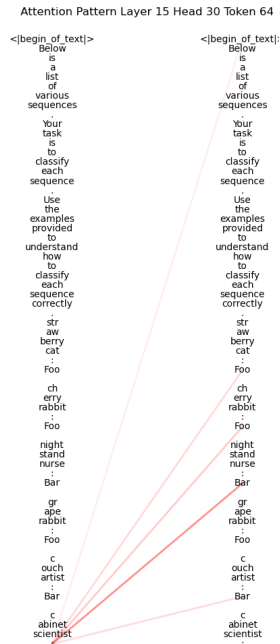 Attention Pattern Layer 15 Head 30 Token 64
<|begin_of_text|> <|begin_of_text|>
Below Below
is is
a a
list list
of of
various various
sequences sequences
. .
Your Your
task task
is is
to to
classify classify
each each
sequence sequence
. .
Use Use
the the
examples examples
provided provided
to to
understand understand
how how
to to
classify classify
each each
sequence sequence
correctly correctly
. .
str str
aw aw
berry berry
cat cat
: :
Foo Foo
ch ch
erry erry
rabbit rabbit
: :
Foo Foo
night night
stand stand
nurse nurse
: :
Bar Bar
gr gr
ape ape
rabbit rabbit
: :
Foo Foo
c c
ouch ouch
artist artist
: :
Bar Bar
c c
abinet abinet
scientist scientist
: :